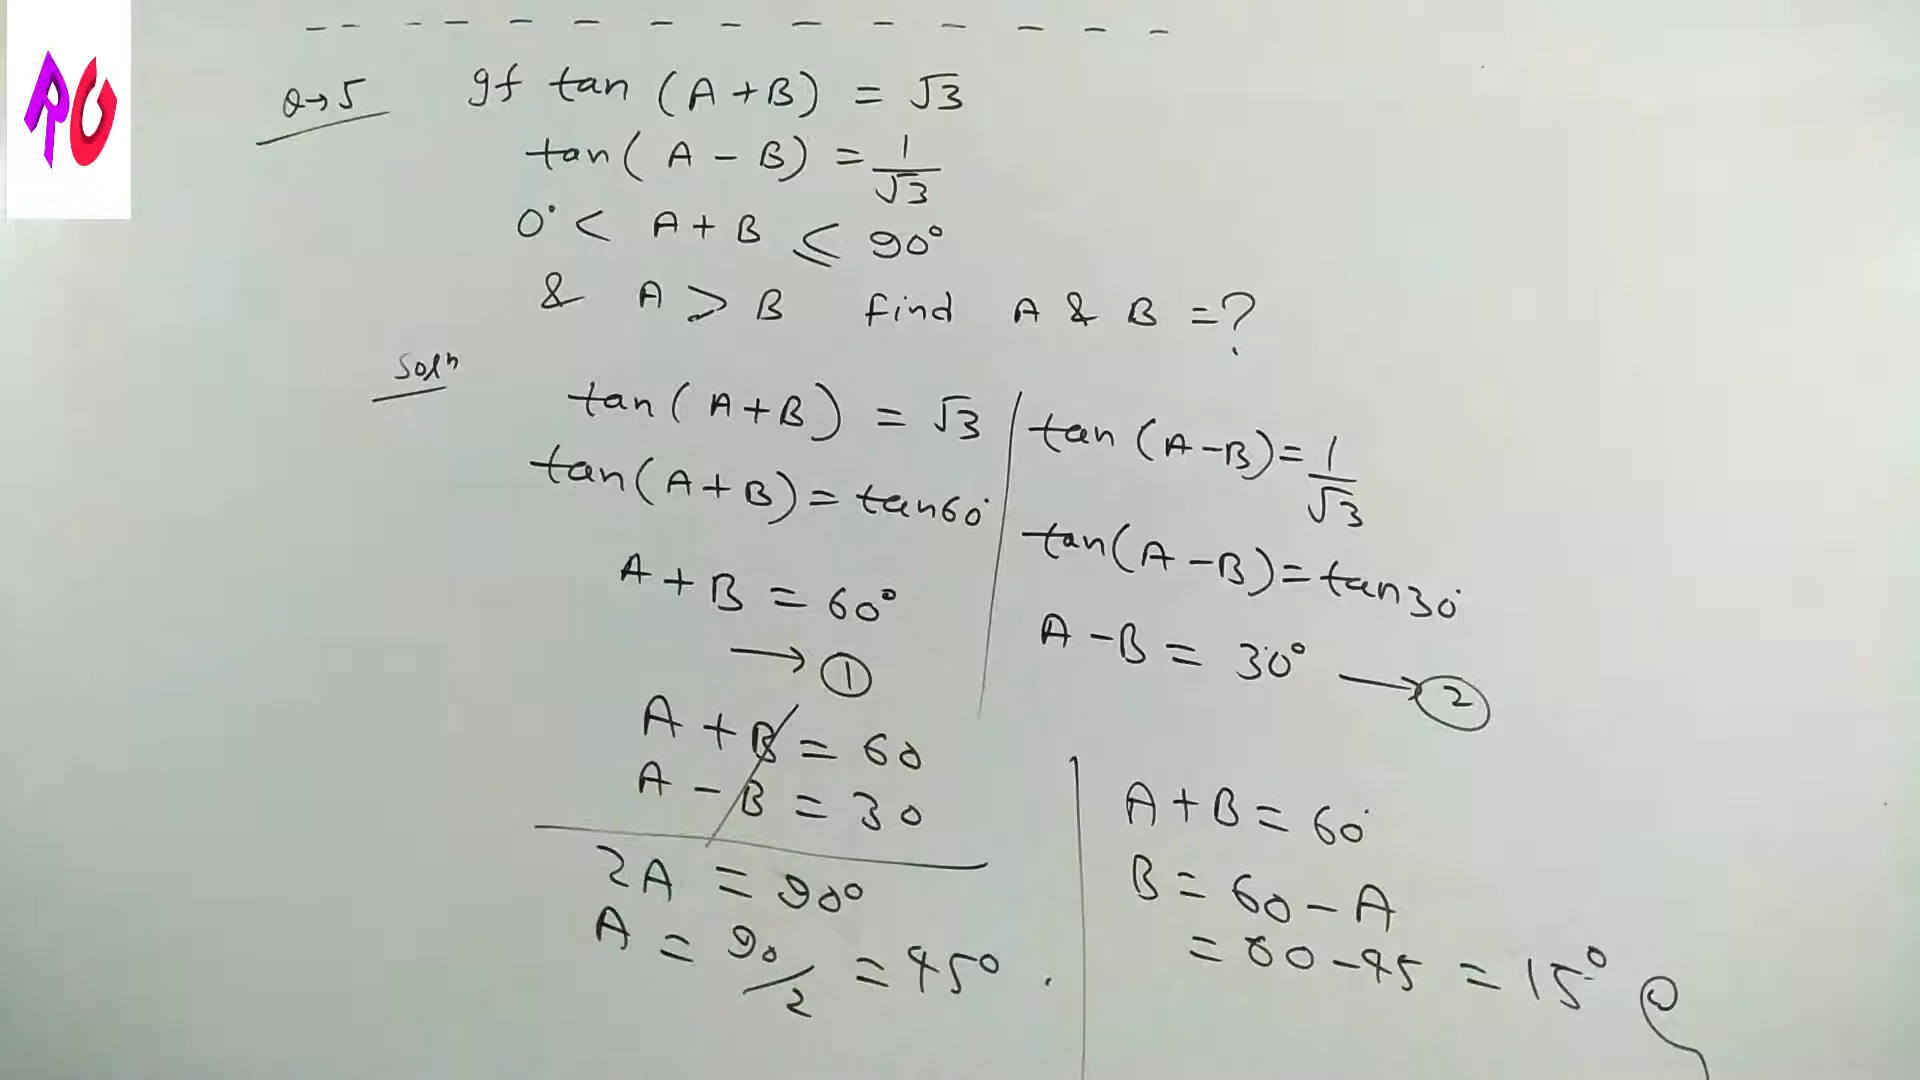 RG
Q→5 If tan (A+B) = √3
tan (A - B) = 1/√3
0° < A + B ≤ 90°
& A > B find A & B = ?
Solⁿ
tan (A+B) = √3
tan (A+B) = tan60°
A + B = 60°
→ ①
tan (A-B) = 1/√3
tan (A-B) = tan30°
A - B = 30° → ②
A + B = 60
A - B = 30
2A = 90°
A = 90/2 = 45°.
A + B = 60°
B = 60 - A
= 60 - 45 = 15°